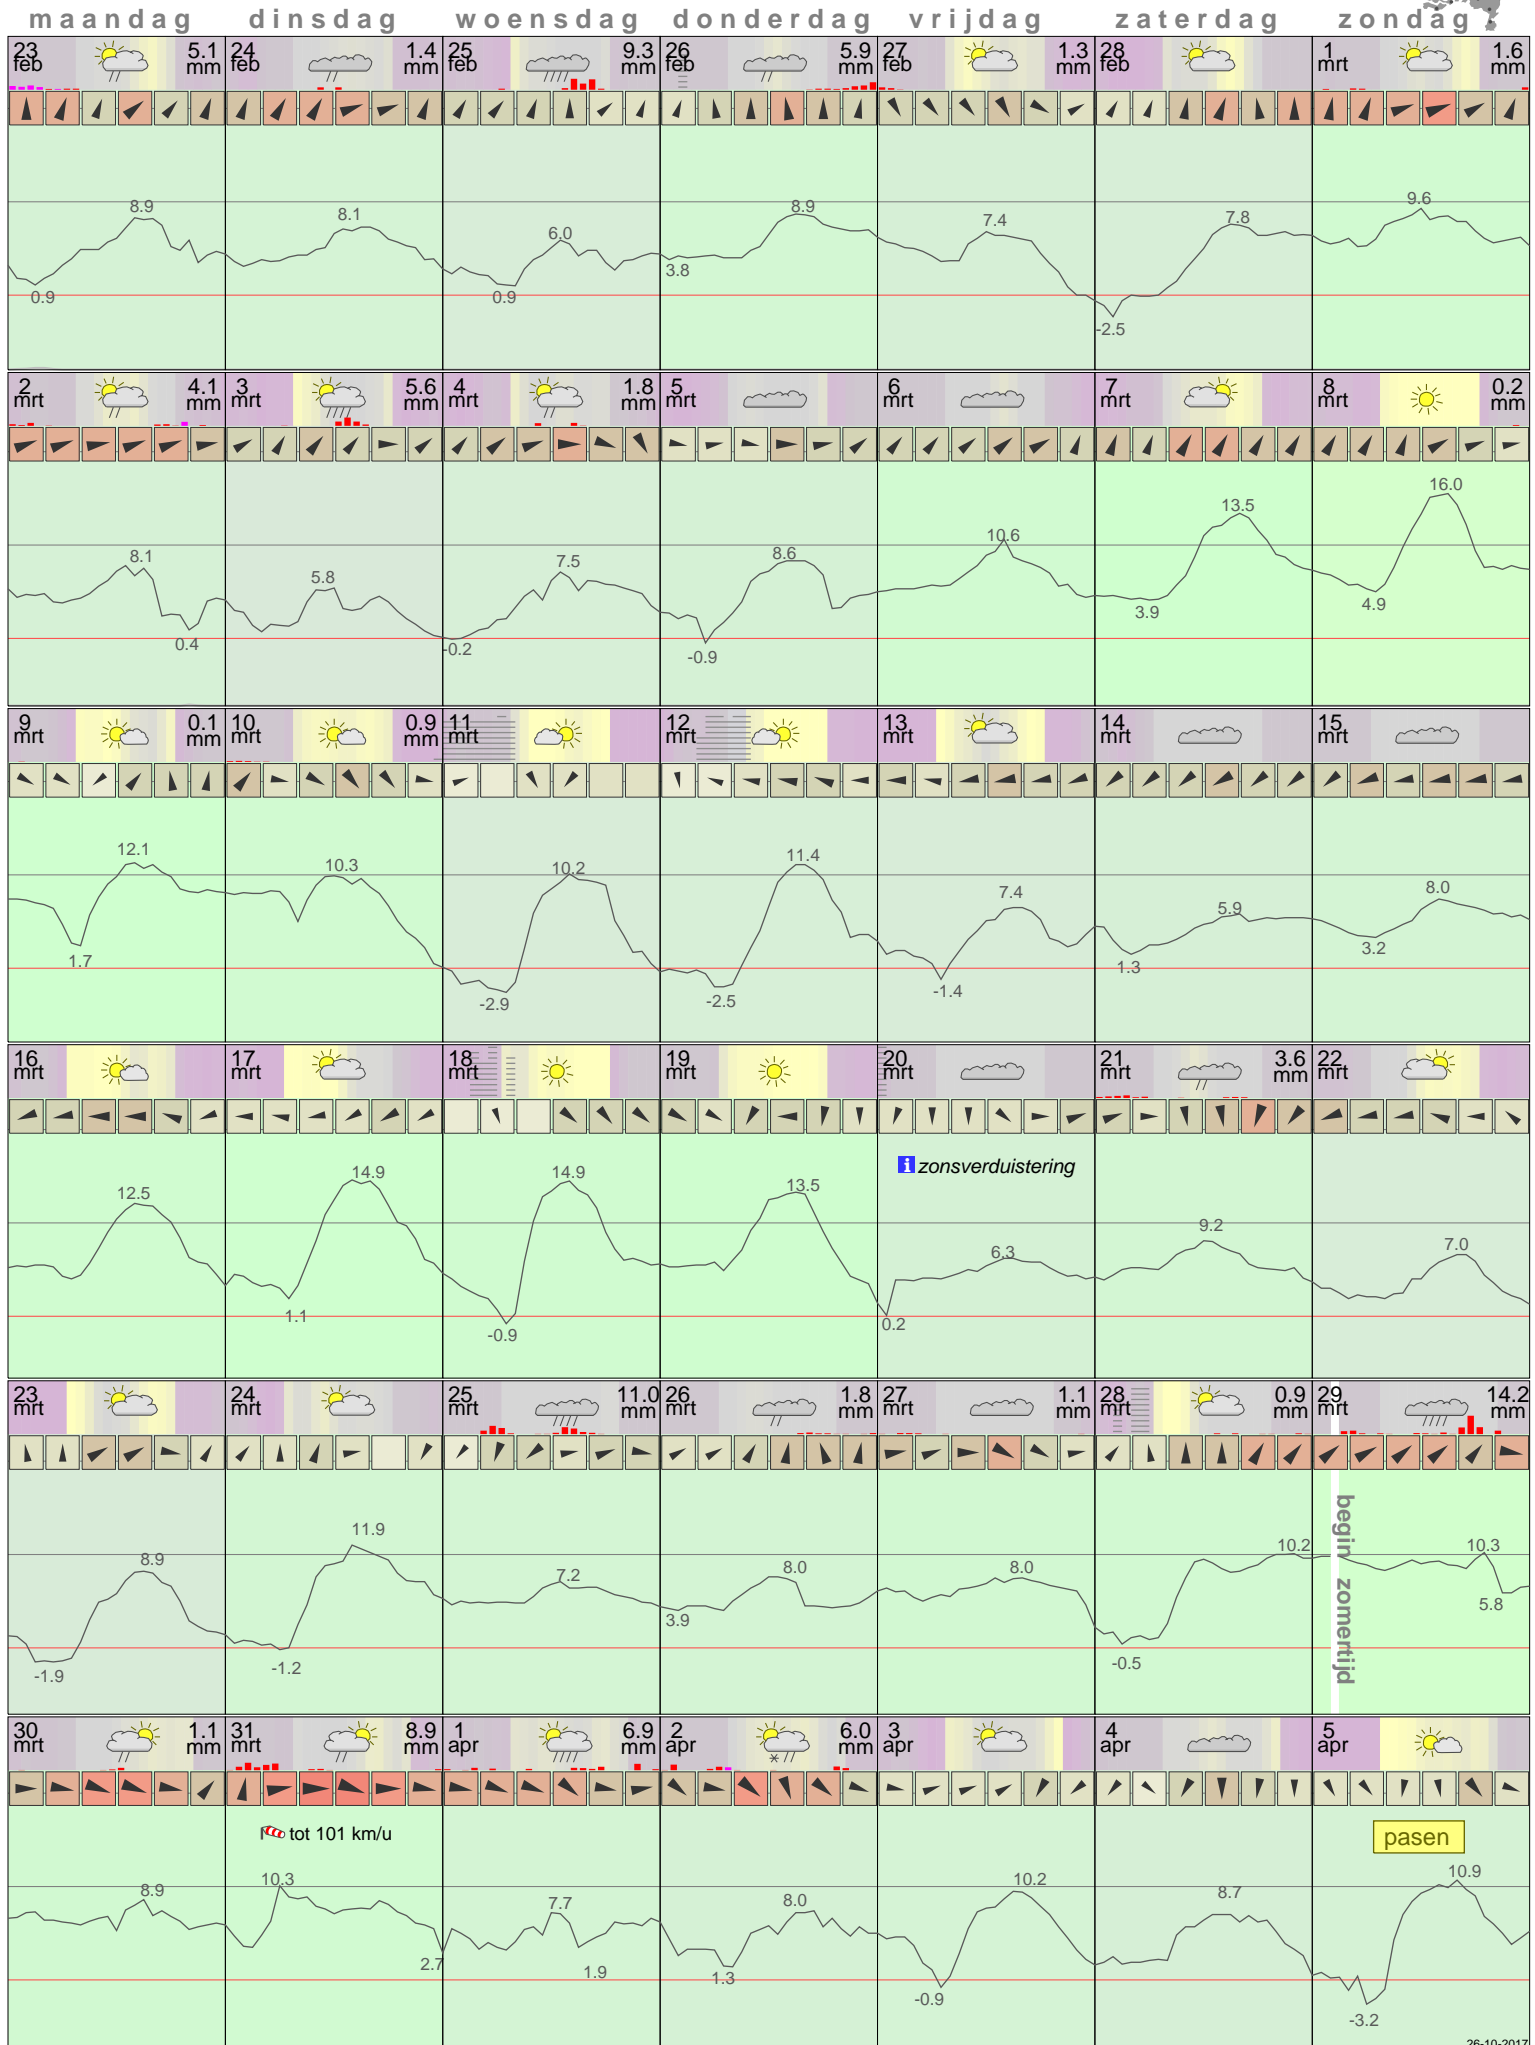 maandag dinsdag woensdag donderdag vrijdag zaterdag zondag
23 feb 5.1 mm 24 feb 1.4 mm 25 feb 9.3 mm 26 feb 5.9 mm 27 feb 1.3 mm 28 feb 1 mrt 1.6 mm
8.9 8.1 6.0 8.9 7.4 7.8 9.6
0.9 0.9 3.8 -2.5
2 mrt 4.1 mm 3 mrt 5.6 mm 4 mrt 1.8 mm 5 mrt 6 mrt 7 mrt 8 mrt 0.2 mm
8.1 5.8 7.5 8.6 10.6 13.5 16.0
0.4 -0.2 -0.9 3.9 4.9
9 mrt 0.1 mm 10 mrt 0.9 mm 11 mrt 12 mrt 13 mrt 14 mrt 15 mrt
12.1 10.3 10.2 11.4 7.4 5.9 8.0
1.7 -2.9 -2.5 -1.4 1.3 3.2
16 mrt 17 mrt 18 mrt 19 mrt 20 mrt 21 mrt 3.6 mm 22 mrt
i zonsverduistering
12.5 14.9 14.9 13.5 6.3 9.2 7.0
1.1 -0.9 0.2
23 mrt 24 mrt 25 mrt 11.0 mm 26 mrt 1.8 mm 27 mrt 1.1 mm 28 mrt 0.9 mm 29 mrt 14.2 mm
begin zomertijd
8.9 11.9 7.2 8.0 8.0 10.2 10.3
-1.9 -1.2 3.9 -0.5 5.8
30 mrt 1.1 mm 31 mrt 8.9 mm 1 apr 6.9 mm 2 apr 6.0 mm 3 apr 4 apr 5 apr
tot 101 km/u pasen
8.9 10.3 7.7 8.0 10.2 8.7 10.9
2.7 1.9 1.3 -0.9 -3.2
26-10-2017